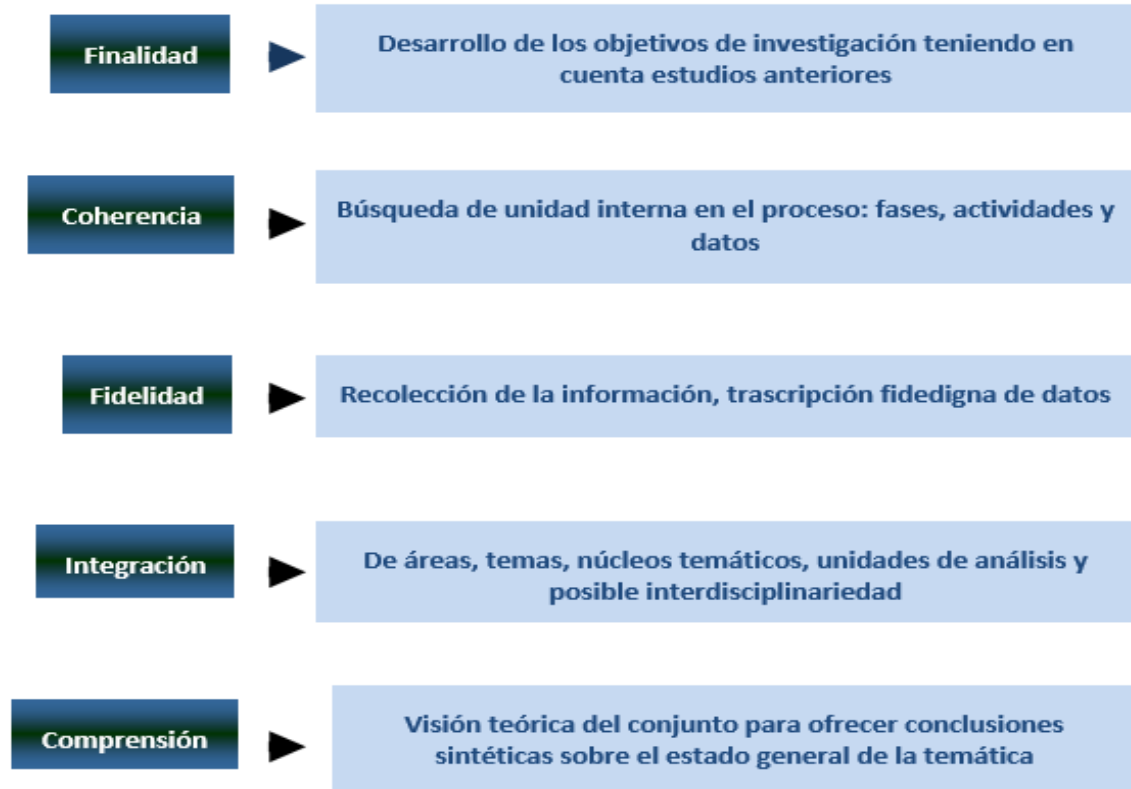 Finalidad
Desarrollo de los objetivos de investigación teniendo en
cuenta estudios anteriores
Coherencia
Búsqueda de unidad interna en el proceso: fases, actividades y
datos
Fidelidad
Recolección de la información, trascripción fidedigna de datos
Integración
De áreas, temas, núcleos temáticos, unidades de análisis y
posible interdisciplinariedad
Comprensión
Visión teórica del conjunto para ofrecer conclusiones
sintéticas sobre el estado general de la temática